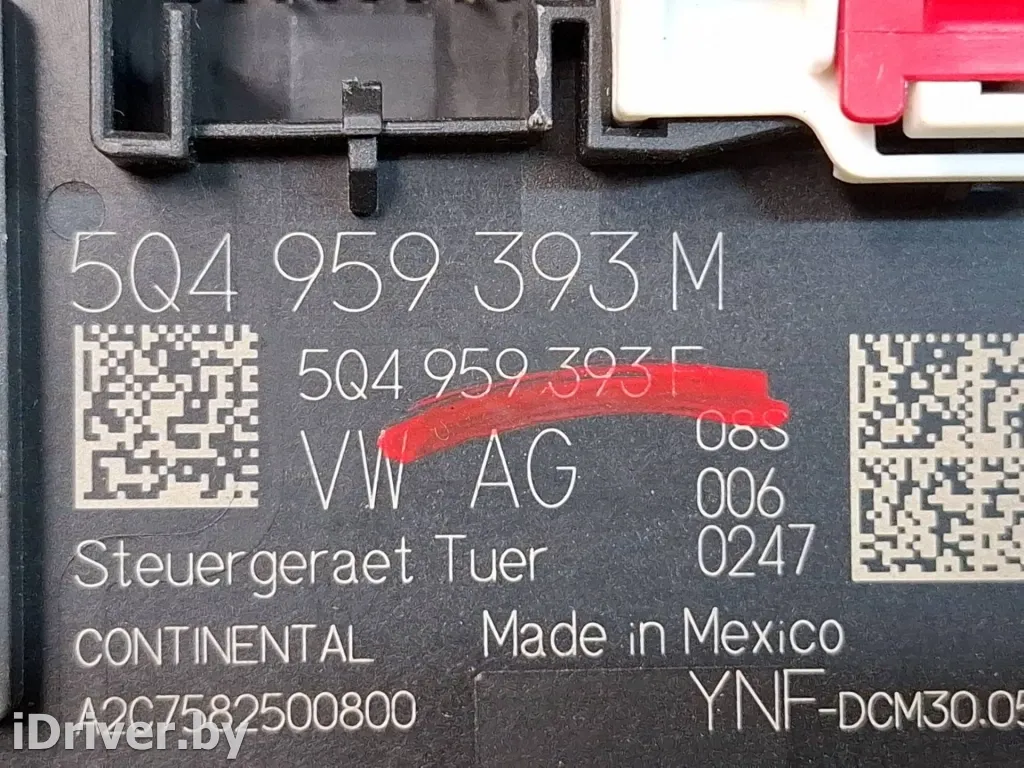 5Q4 959 393 M
5Q4 959 393 F
VW AG
08S
006
0247
Steuergeraet Tuer
CONTINENTAL
Made in Mexico
A2C7582500800
YNF-DCM30.05
iDriver.by